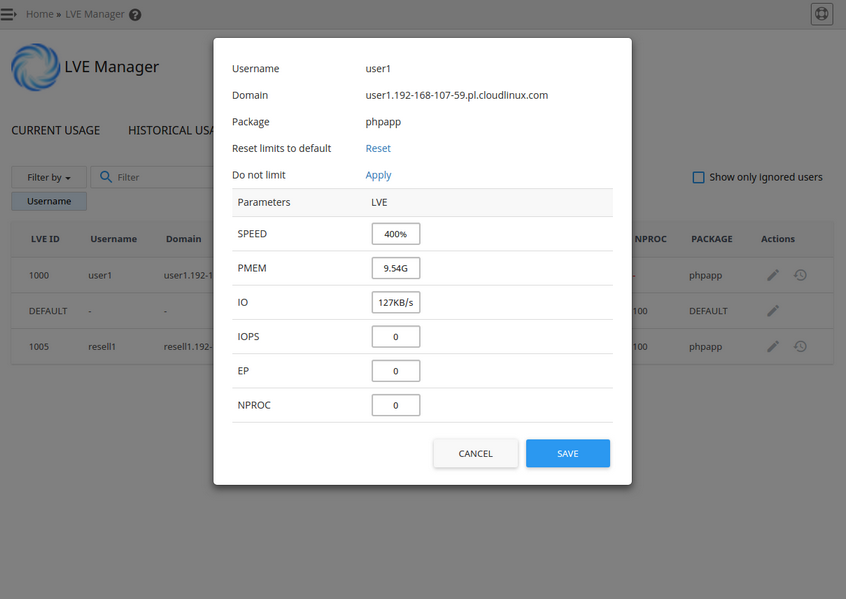 Home » LVE Manager ?
LVE Manager
CURRENT USAGE HISTORICAL USA
Filter by Filter Show only ignored users
Username
LVE ID Username Domain NPROC PACKAGE Actions
1000 user1 user1.192-1 - phpapp
DEFAULT - - 100 DEFAULT
1005 resell1 resell1.192- 100 phpapp
Username user1
Domain user1.192-168-107-59.pl.cloudlinux.com
Package phpapp
Reset limits to default Reset
Do not limit Apply
Parameters LVE
SPEED 400%
PMEM 9.54G
IO 127KB/s
IOPS 0
EP 0
NPROC 0
CANCEL SAVE